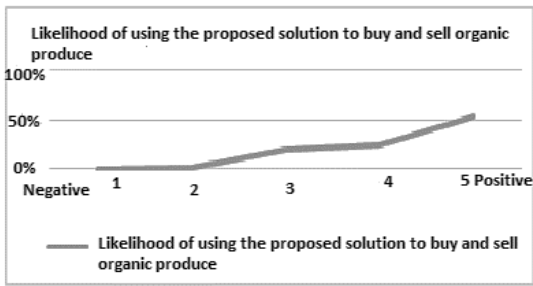 Likelihood of using the proposed solution to buy and sell organic
produce
100%
50%
0%
Negative 1 2 3 4 5 Positive
Likelihood of using the proposed solution to buy and sell
organic produce